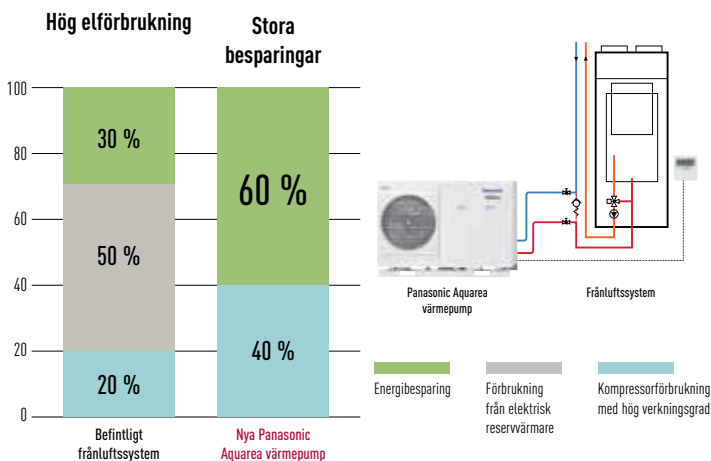 Hög elförbrukning
Stora
besparingar
100
80
60
40
20
0
30 %
50 %
20 %
60 %
40 %
Befintligt
frånluftssystem
Nya Panasonic
Aquarea värmepump
Panasonic Aquarea
värmepump
Frånluftssystem
Energibesparing
Förbrukning
från elektrisk
reservvärmare
Kompressorförbrukning
med hög verkningsgrad